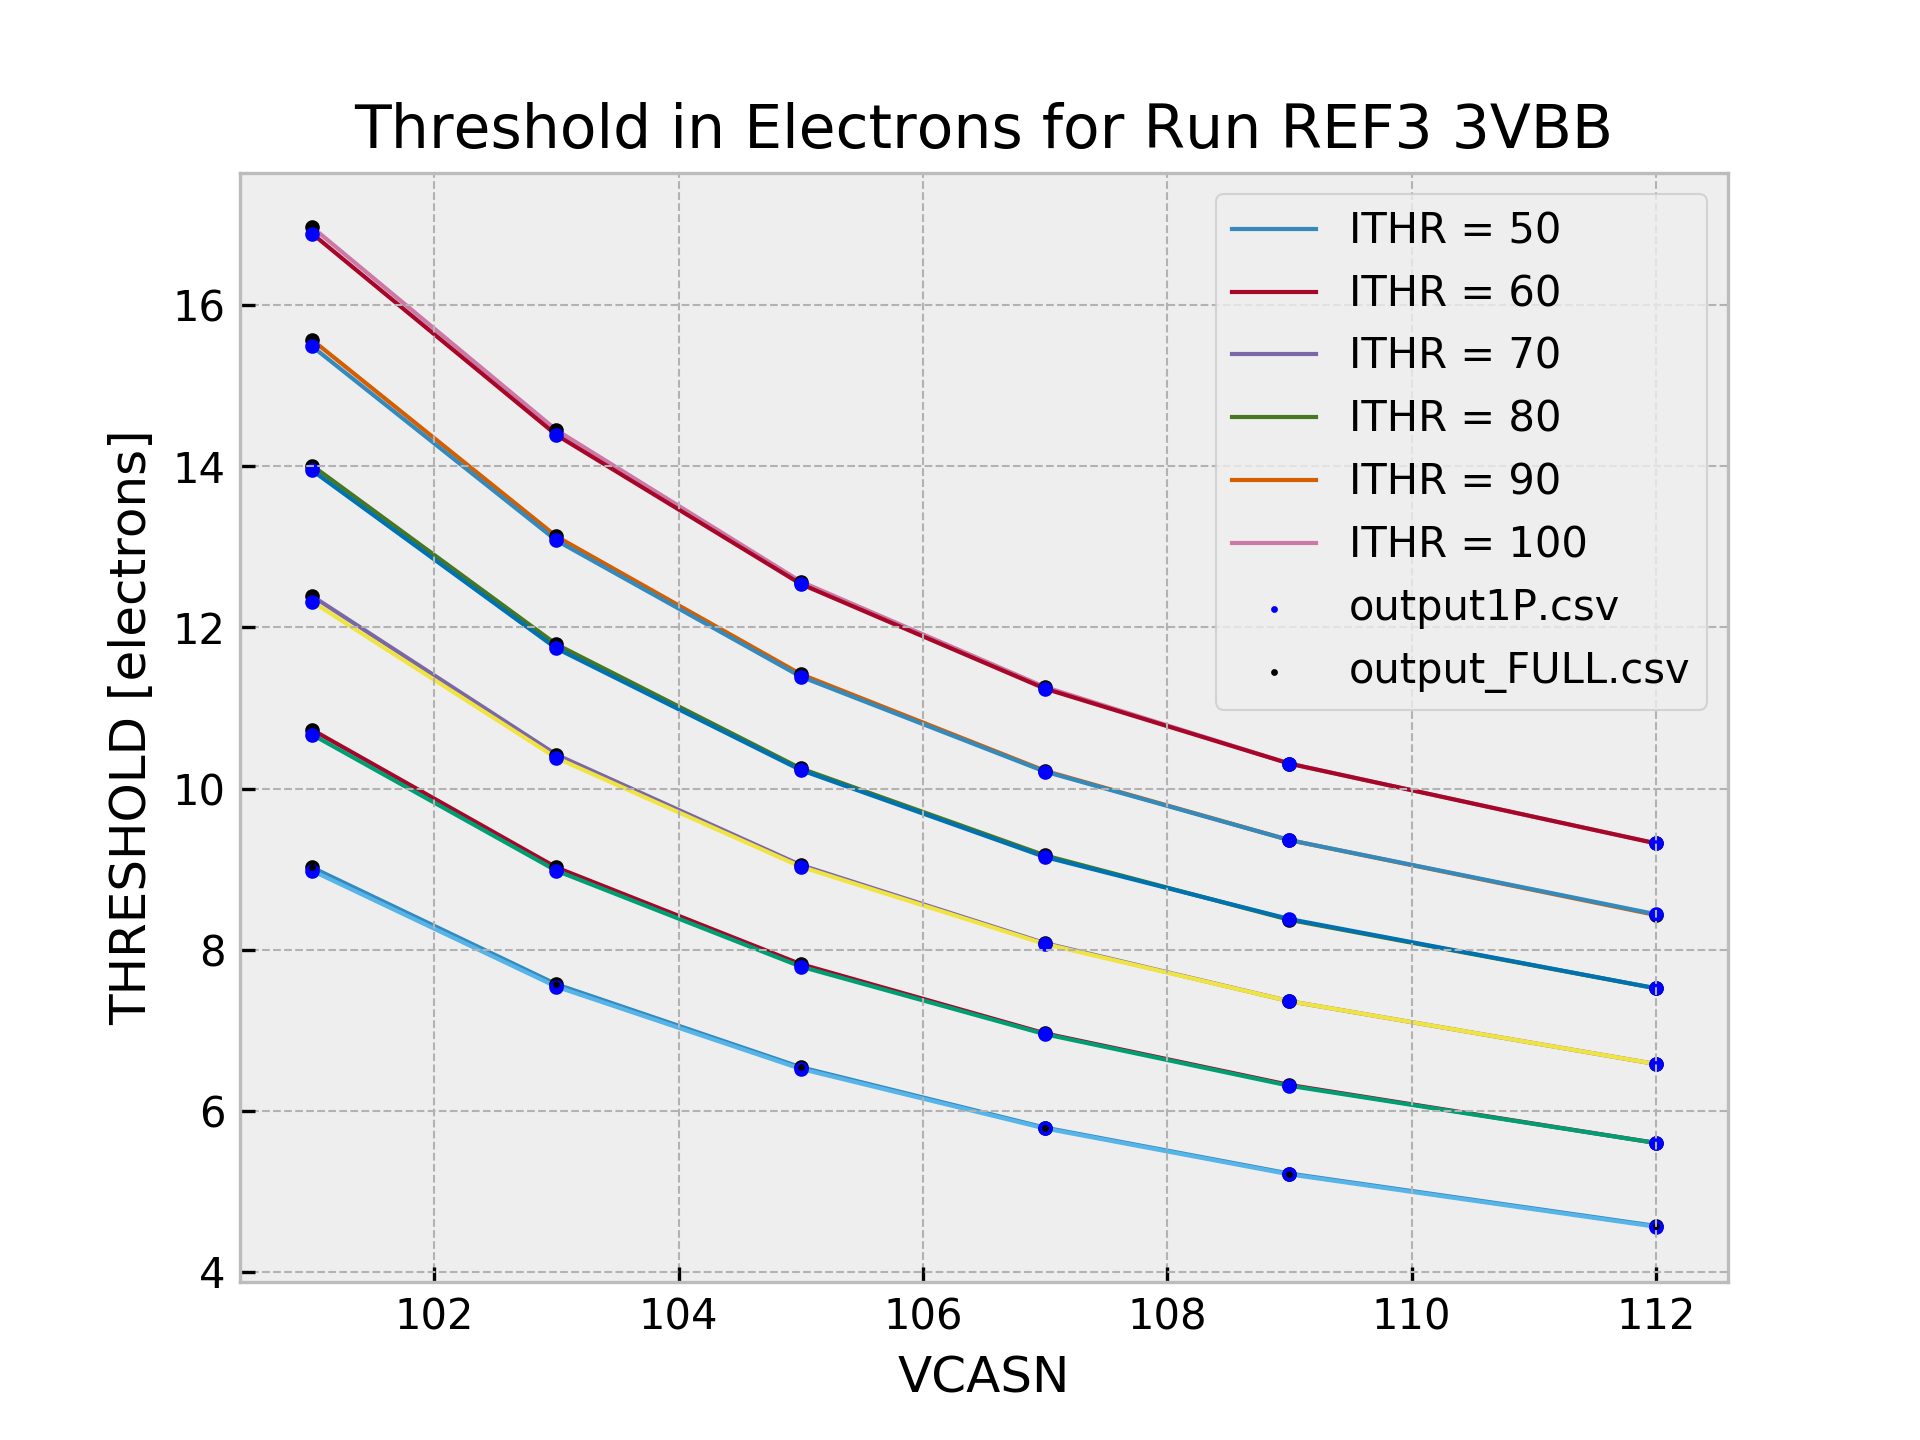 Threshold in Electrons for Run REF3 3VBB
THRESHOLD [electrons]
16
14
12
10
8
6
4
ITHR = 50
ITHR = 60
ITHR = 70
ITHR = 80
ITHR = 90
ITHR = 100
output1P.csv
output_FULL.csv
102 104 106 108 110 112
VCASN